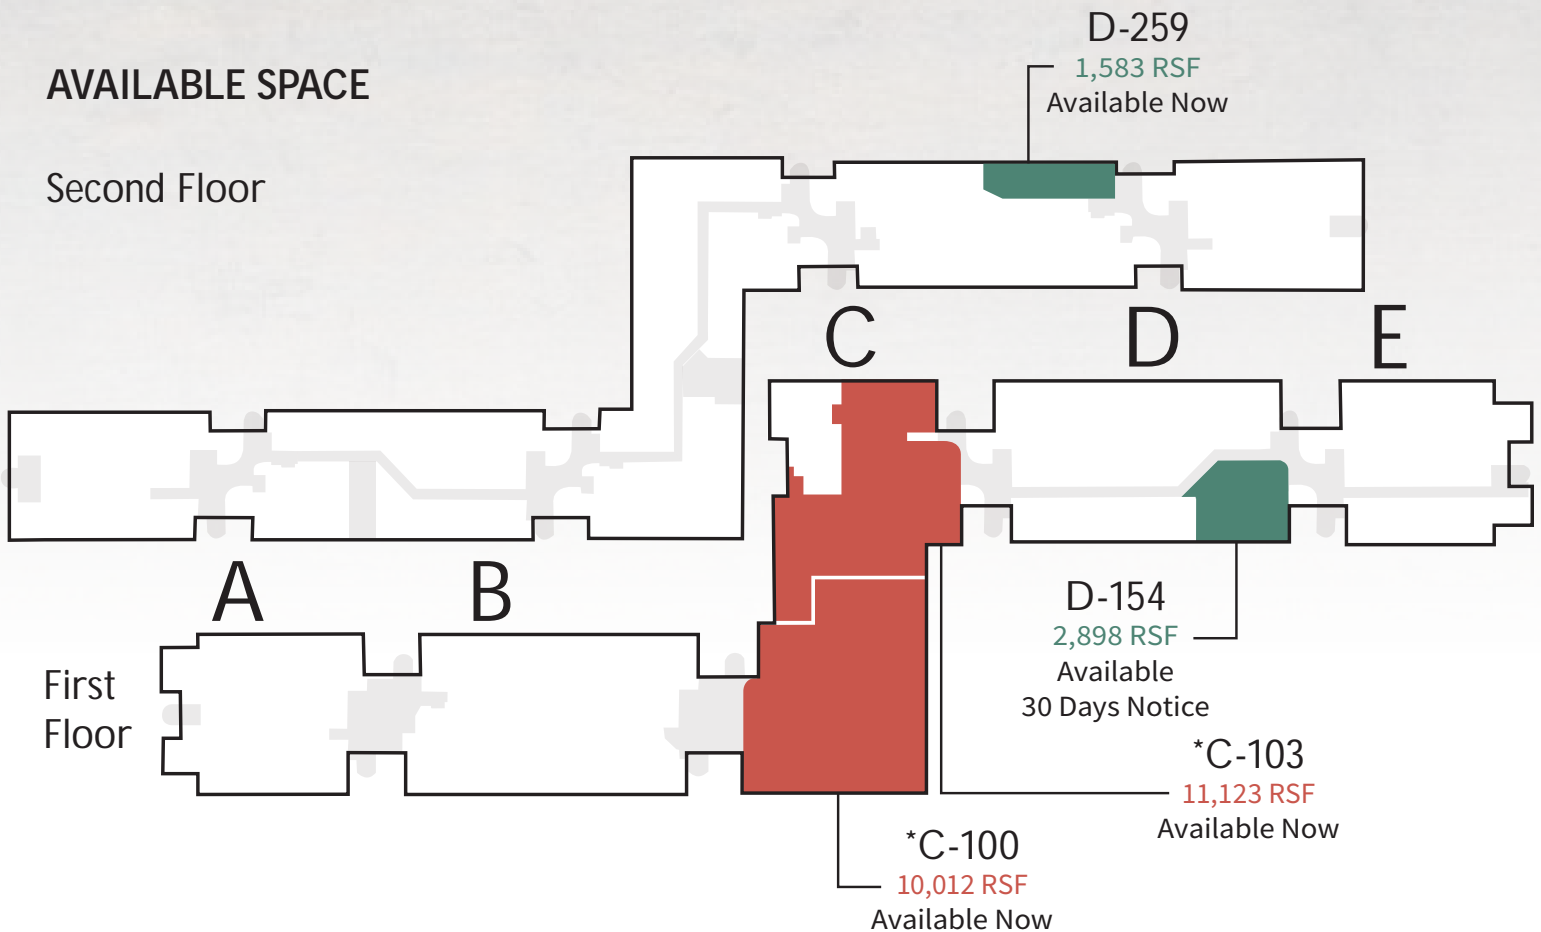 AVAILABLE SPACE
Second Floor
D-259
1,583 RSF
Available Now
C
D
E
A
B
First
Floor
D-154
2,898 RSF
Available
30 Days Notice
*C-103
11,123 RSF
Available Now
*C-100
10,012 RSF
Available Now